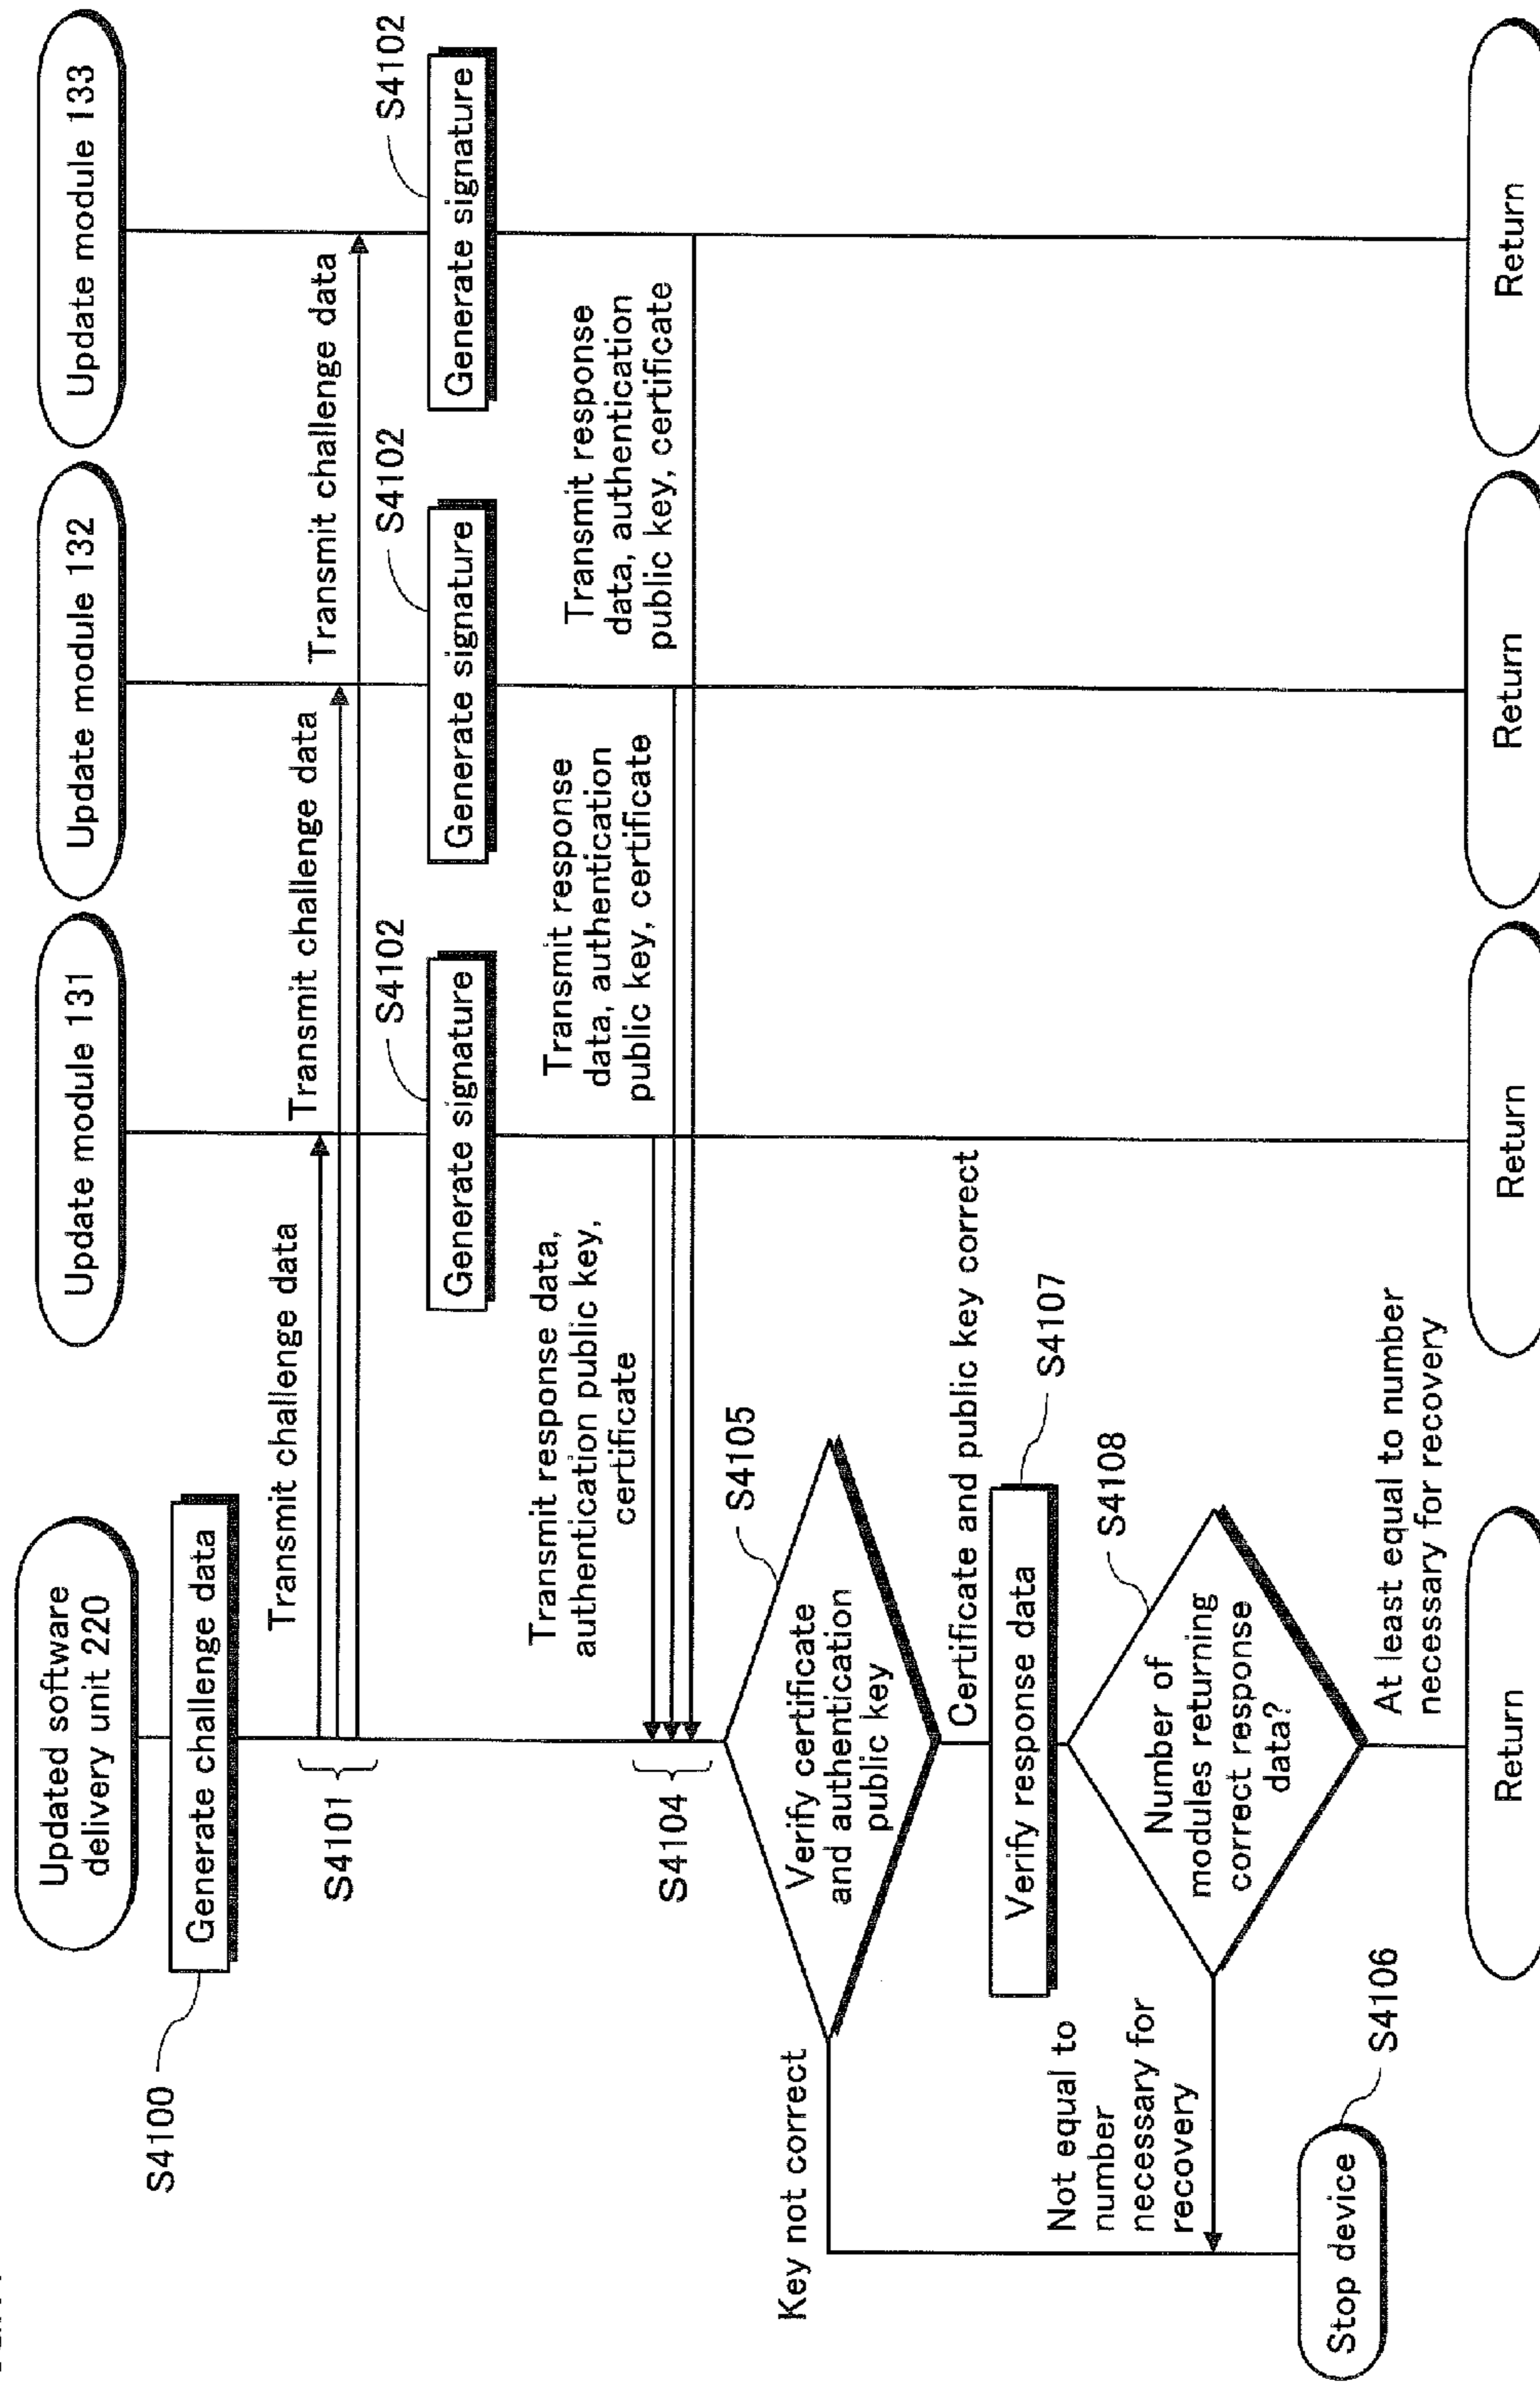 Updated software
delivery unit 220
Update module 131
Update module 132
Update module 133
S4100
Generate challenge data
Transmit challenge data
Transmit challenge data
Transmit challenge data
S4101
S4102
Generate signature
S4102
Generate signature
S4102
Generate signature
Transmit response data,
authentication public key,
certificate
Transmit response
data, authentication
public key, certificate
Transmit response
data, authentication
public key, certificate
S4104
S4105
Verify certificate
and authentication
public key
Key not correct
Certificate and public key correct
S4107
Verify response data
S4108
Number of
modules returning
correct response
data?
Not equal to
number
necessary for
recovery
At least equal to number
necessary for recovery
S4106
Stop device
Return
Return
Return
Return